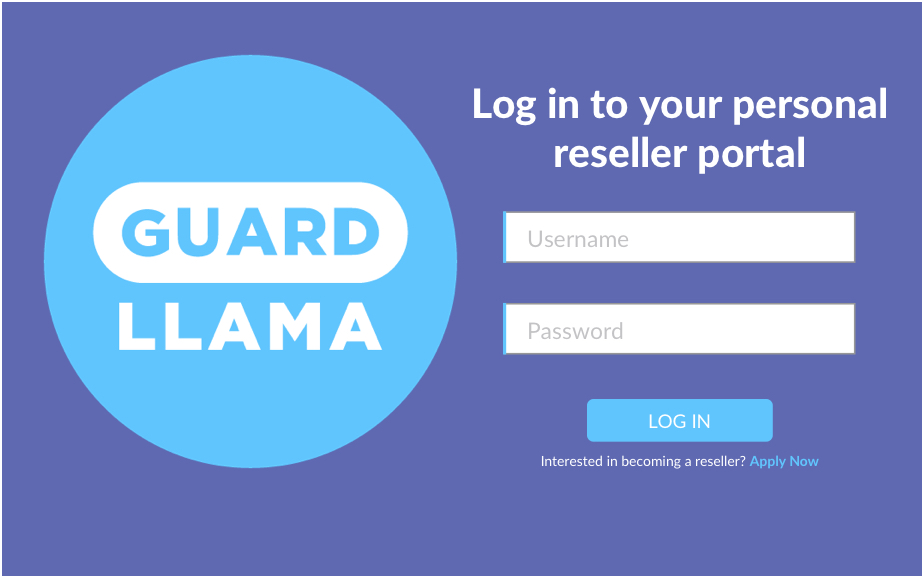 GUARD
LLAMA
Log in to your personal
reseller portal
Username
Password
LOG IN
Interested in becoming a reseller? Apply Now